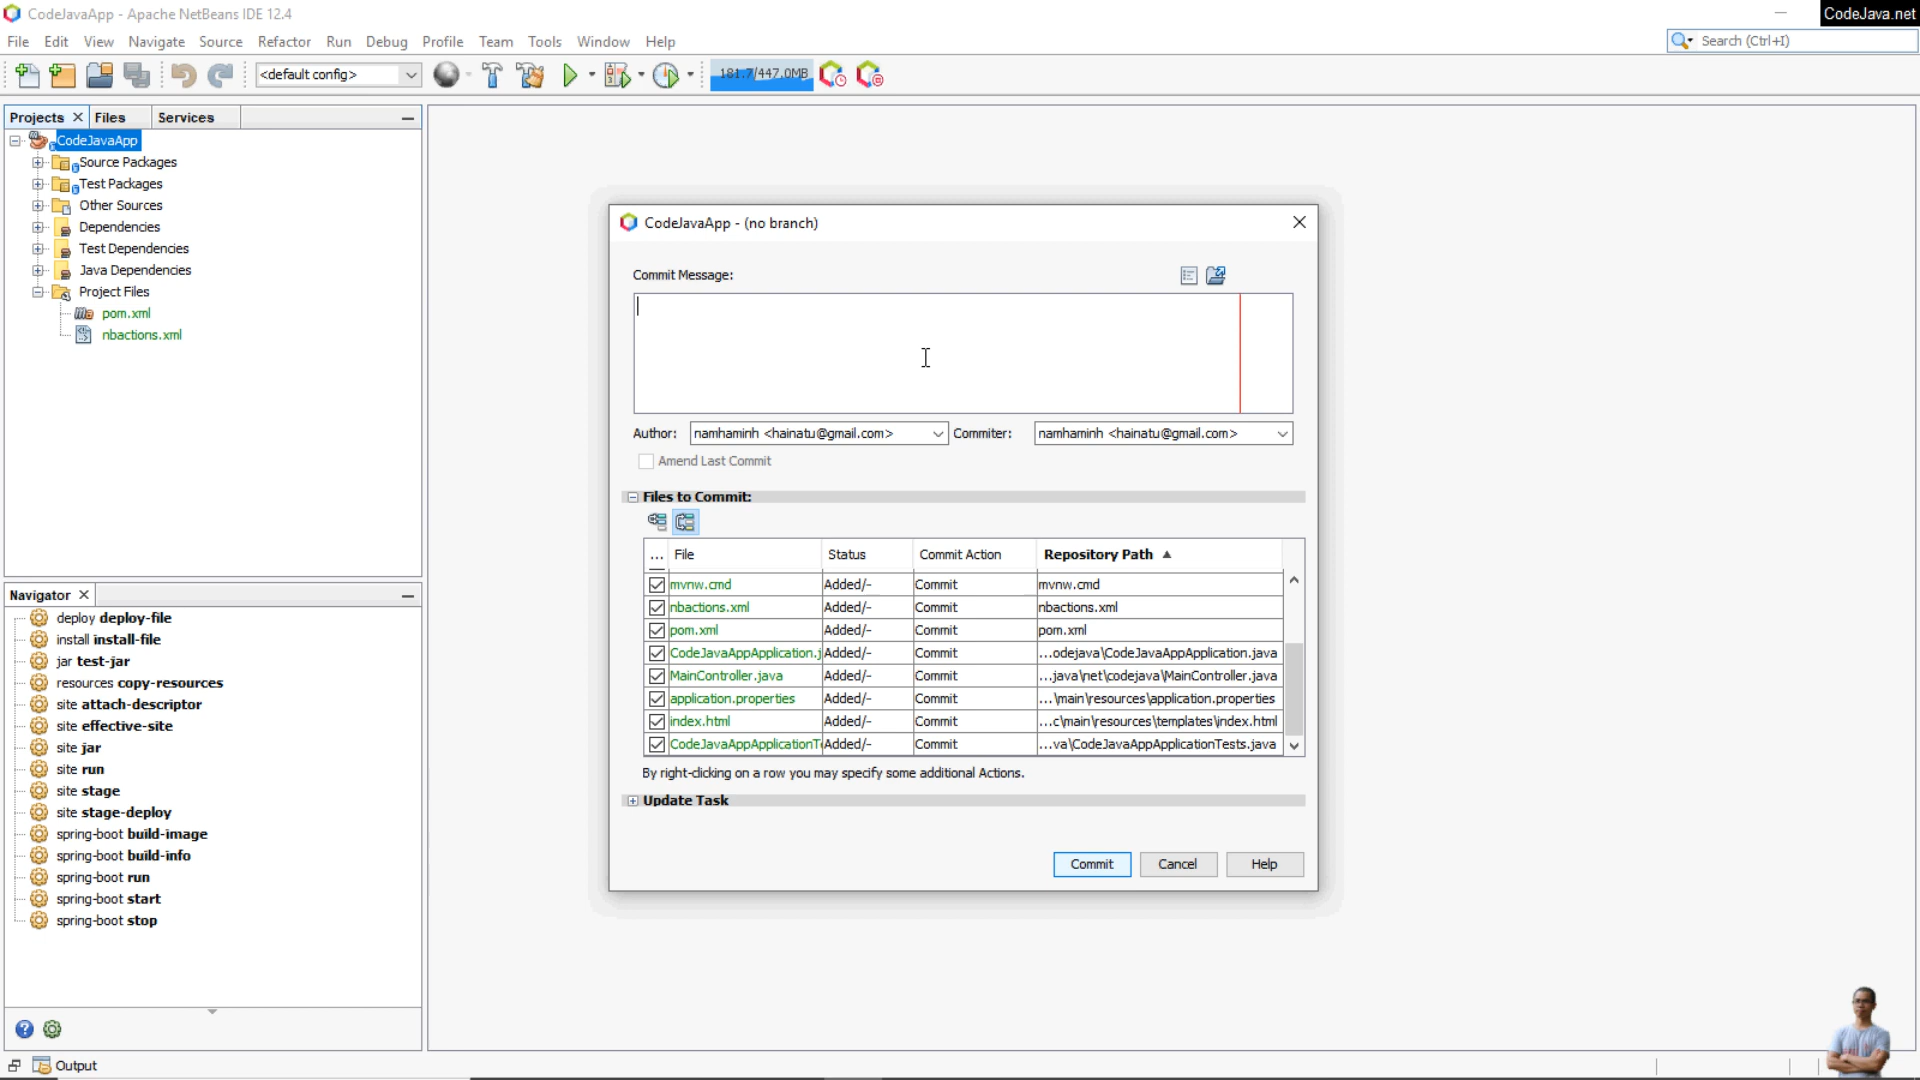 CodeJavaApp - Apache NetBeans IDE 12.4
CodeJava.net
File Edit View Navigate Source Refactor Run Debug Profile Team Tools Window Help
Search (Ctrl+I)
<default config>
181.7/447.0MB
Projects Files Services
CodeJavaApp
Source Packages
Test Packages
Other Sources
Dependencies
Test Dependencies
Java Dependencies
Project Files
pom.xml
nbactions.xml
Navigator
deploy deploy-file
install install-file
jar test-jar
resources copy-resources
site attach-descriptor
site effective-site
site jar
site run
site stage
site stage-deploy
spring-boot build-image
spring-boot build-info
spring-boot run
spring-boot start
spring-boot stop
Output
CodeJavaApp - (no branch)
Commit Message:
Author: namhaminh <hainatu@gmail.com> Commiter: namhaminh <hainatu@gmail.com>
Amend Last Commit
Files to Commit:
... File Status Commit Action Repository Path
mvnw.cmd Added/- Commit mvnw.cmd
nbactions.xml Added/- Commit nbactions.xml
pom.xml Added/- Commit pom.xml
CodeJavaAppApplication.j Added/- Commit ...odejava\CodeJavaAppApplication.java
MainController.java Added/- Commit ...java\net\codejava\MainController.java
application.properties Added/- Commit ...\main\resources\application.properties
index.html Added/- Commit ...c\main\resources\templates\index.html
CodeJavaAppApplicationT Added/- Commit ...va\CodeJavaAppApplicationTests.java
By right-clicking on a row you may specify some additional Actions.
Update Task
Commit Cancel Help